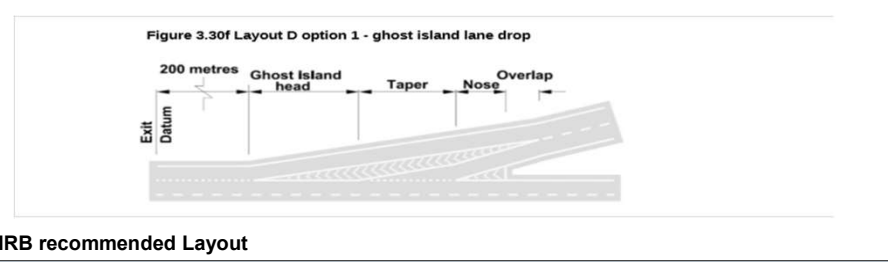 Figure 3.30f Layout D option 1 - ghost island lane drop
200 metres
Ghost Island
head
Taper
Nose
Overlap
Exit
Datum
MRB recommended Layout